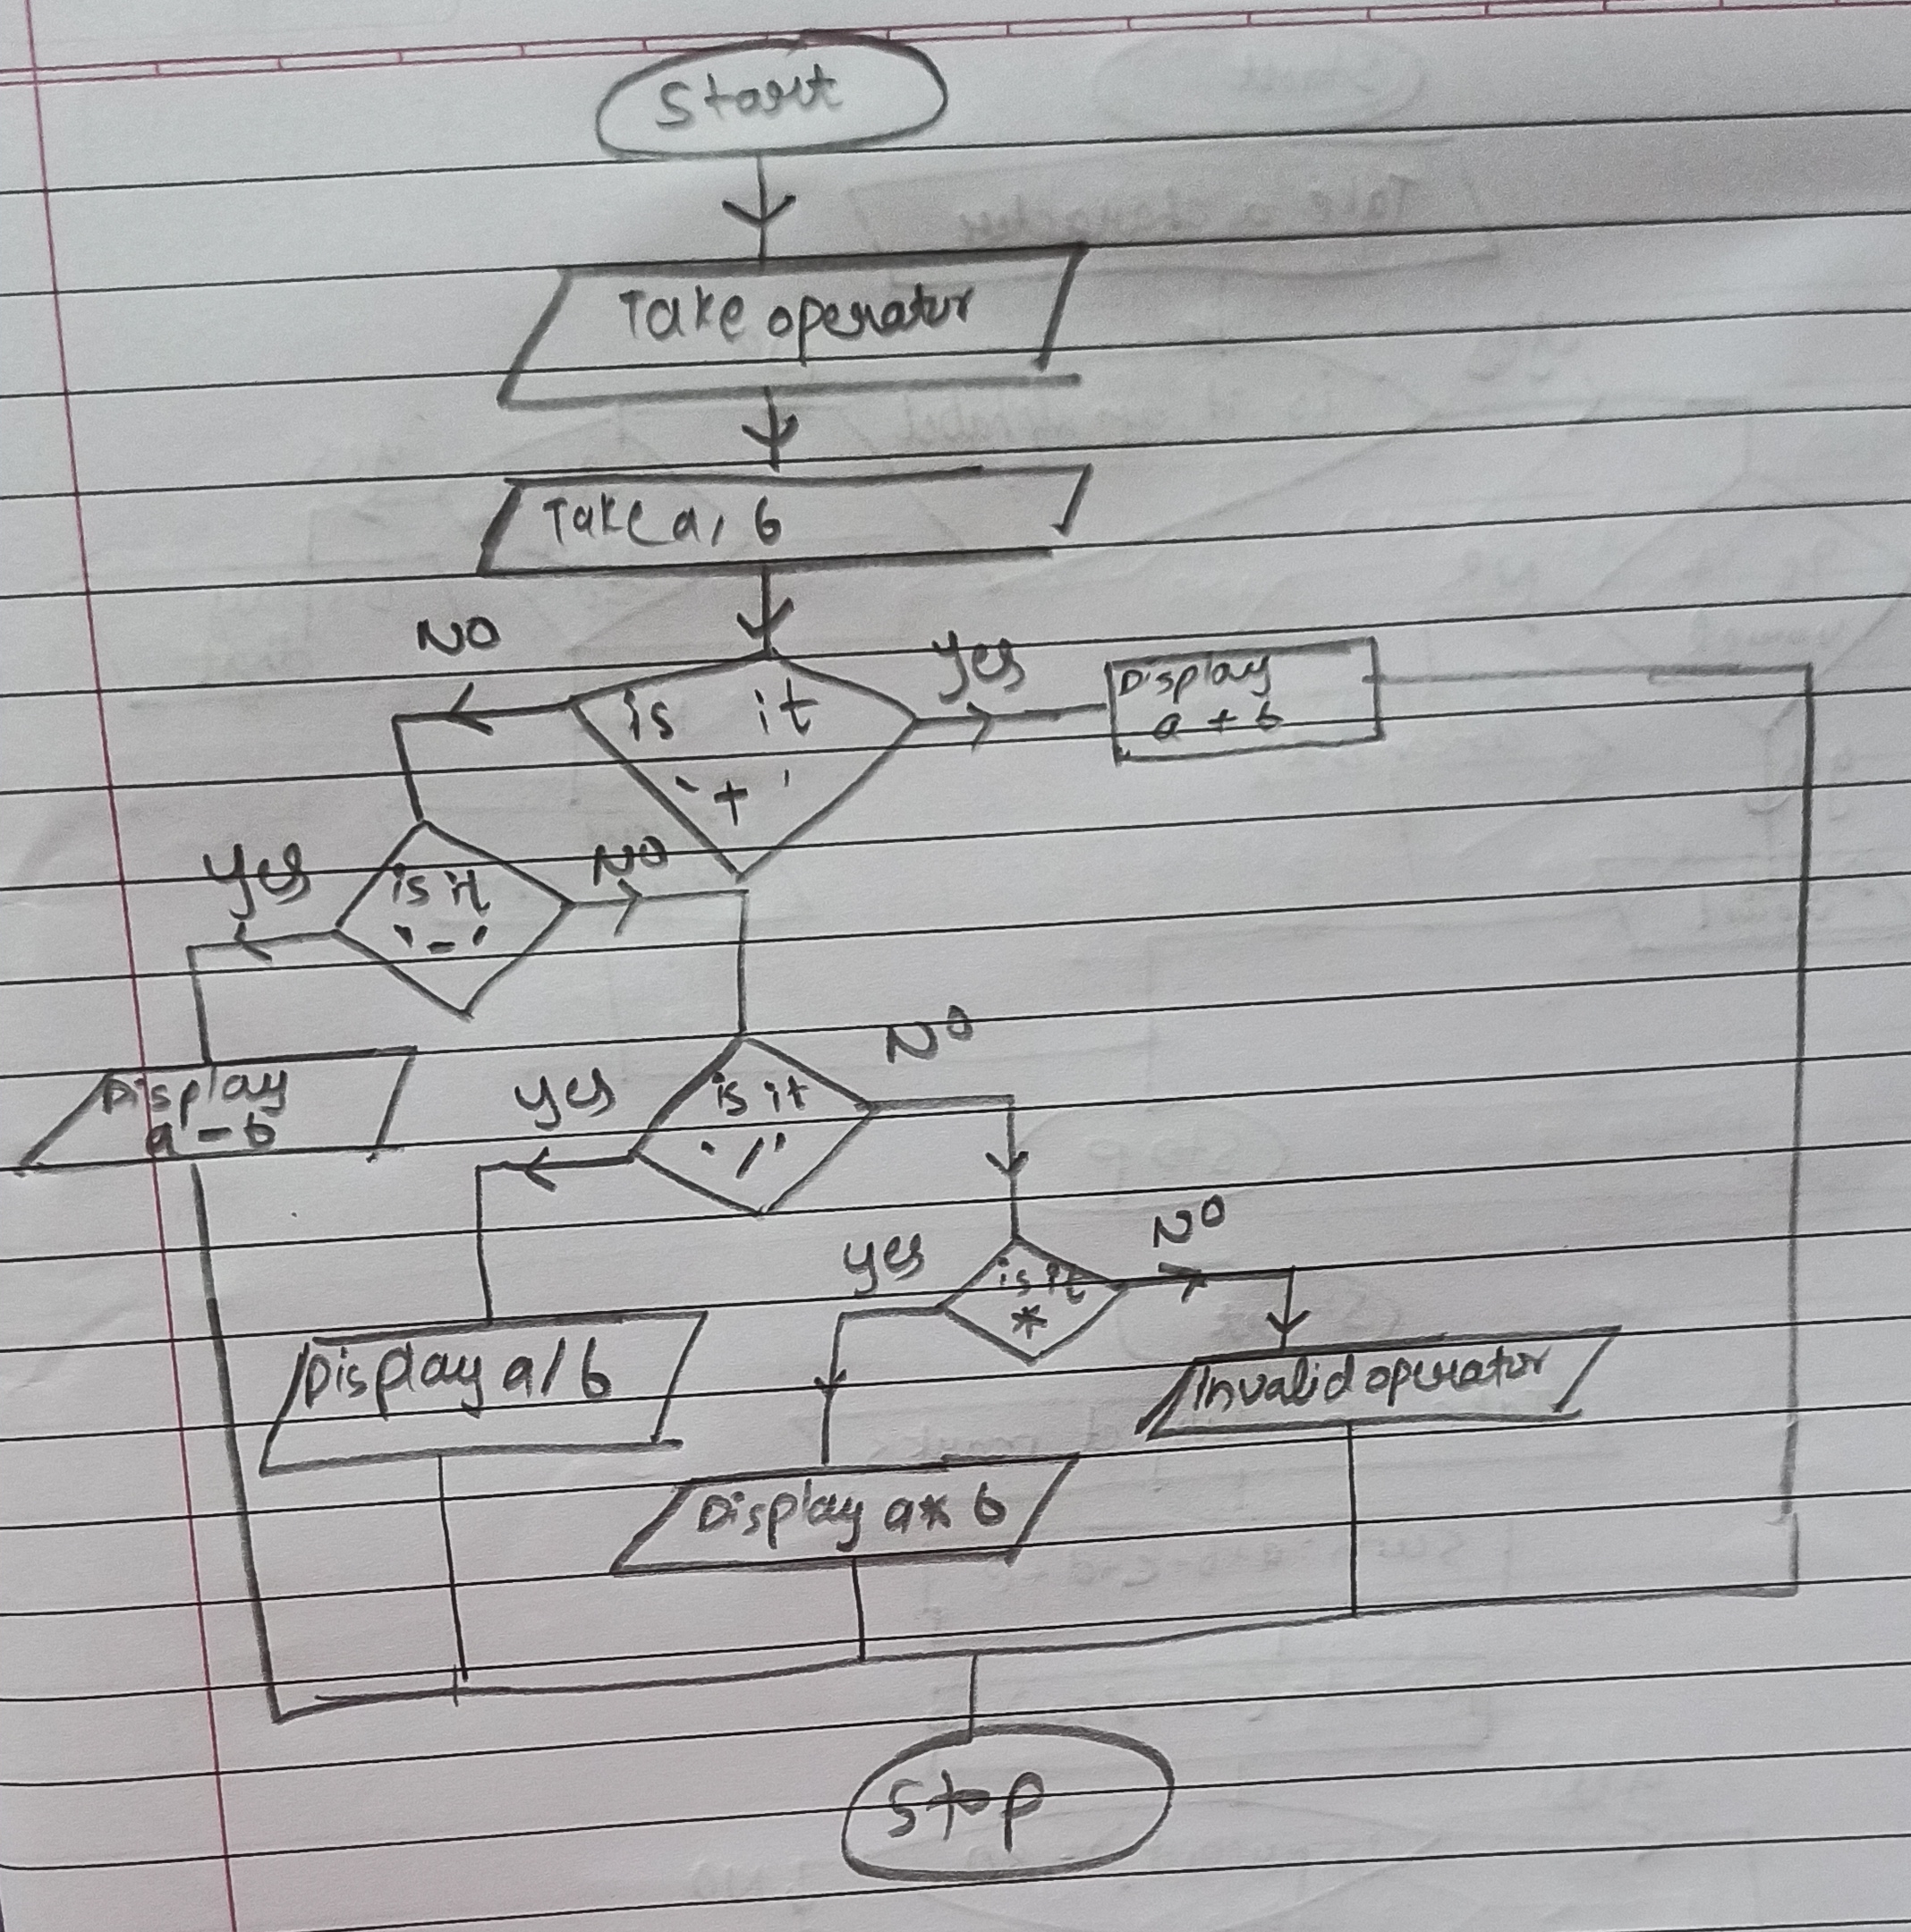 Start
Take operator
Take a, b
NO
Yes
is it
'+'
Display
a + b
Yes
NO
is it
'-'
Display
a - b
NO
Yes
is it
'/'
NO
Yes
is it
*
Display a/b
Invalid operator
Display a* b
Stop